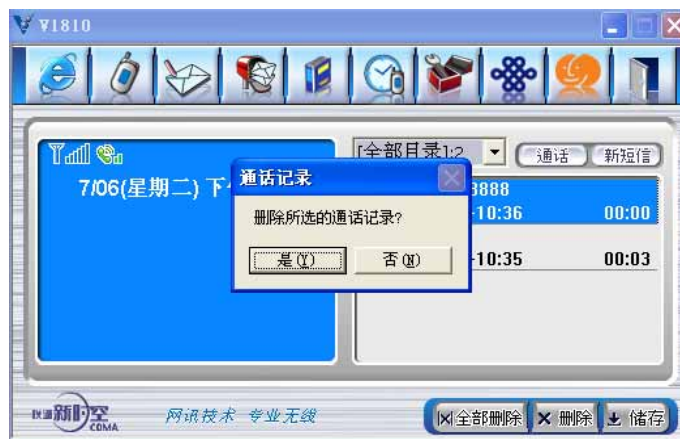 V1810
[全部目录]:2
通话
新短信
7/06(星期二) 下
3888
10:36 00:00
10:35 00:03
通话记录
删除所选的通话记录?
是(Y)
否(N)
联通新时空
CDMA
网讯技术 专业无线
全部删除
删除
储存